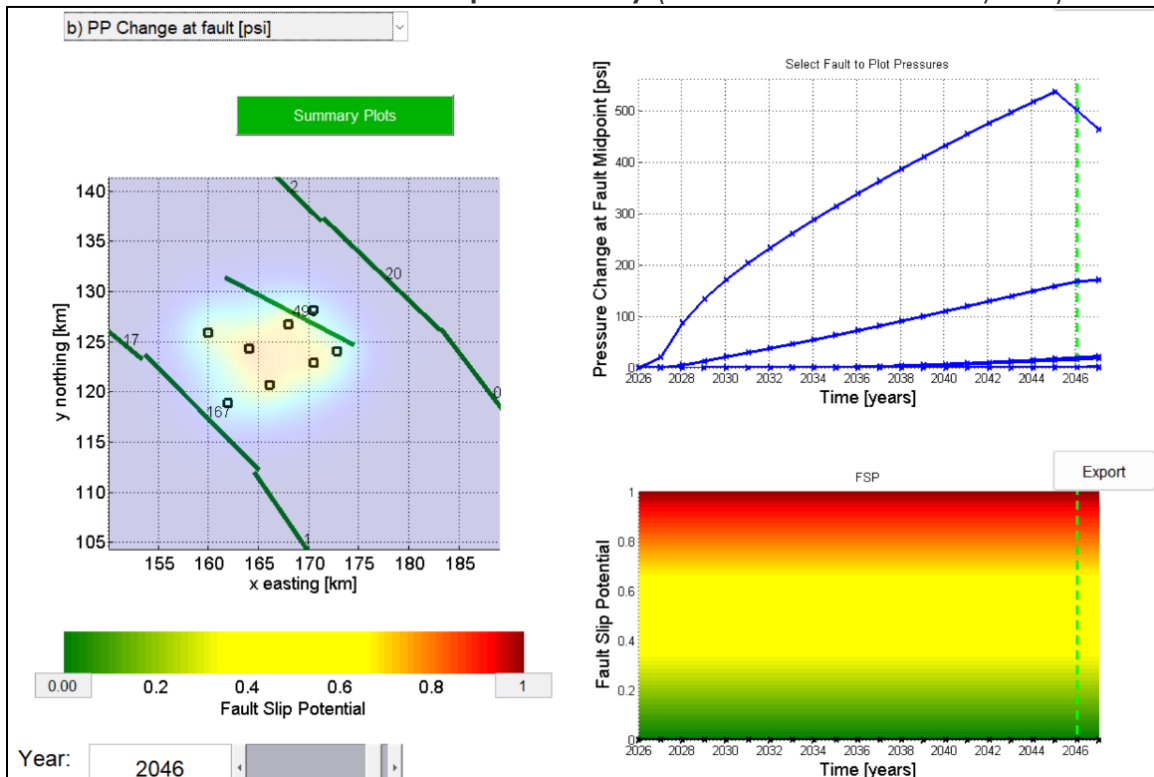 b) PP Change at fault [psi]
Summary Plots
140
135
130
125
120
115
110
105
y northing [km]
2
20
49
17
167
1
155 160 165 170 175 180 185
x easting [km]
0.00 0.2 0.4 0.6 0.8 1
Fault Slip Potential
Year: 2046
Select Fault to Plot Pressures
Pressure Change at Fault Midpoint [psi]
500
400
300
200
100
0
2026 2028 2030 2032 2034 2036 2038 2040 2042 2044 2046
Time [years]
Export
FSP
Fault Slip Potential
1
0.8
0.6
0.4
0.2
0
2026 2028 2030 2032 2034 2036 2038 2040 2042 2044 2046
Time [years]